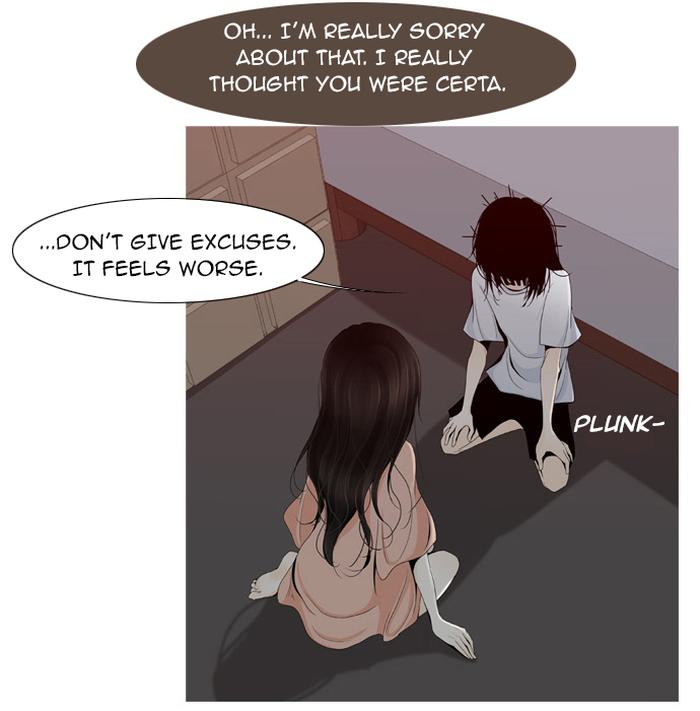 OH... I'M REALLY SORRY
ABOUT THAT. I REALLY
THOUGHT YOU WERE CERTA.
...DON'T GIVE EXCUSES.
IT FEELS WORSE.
PLUNK-